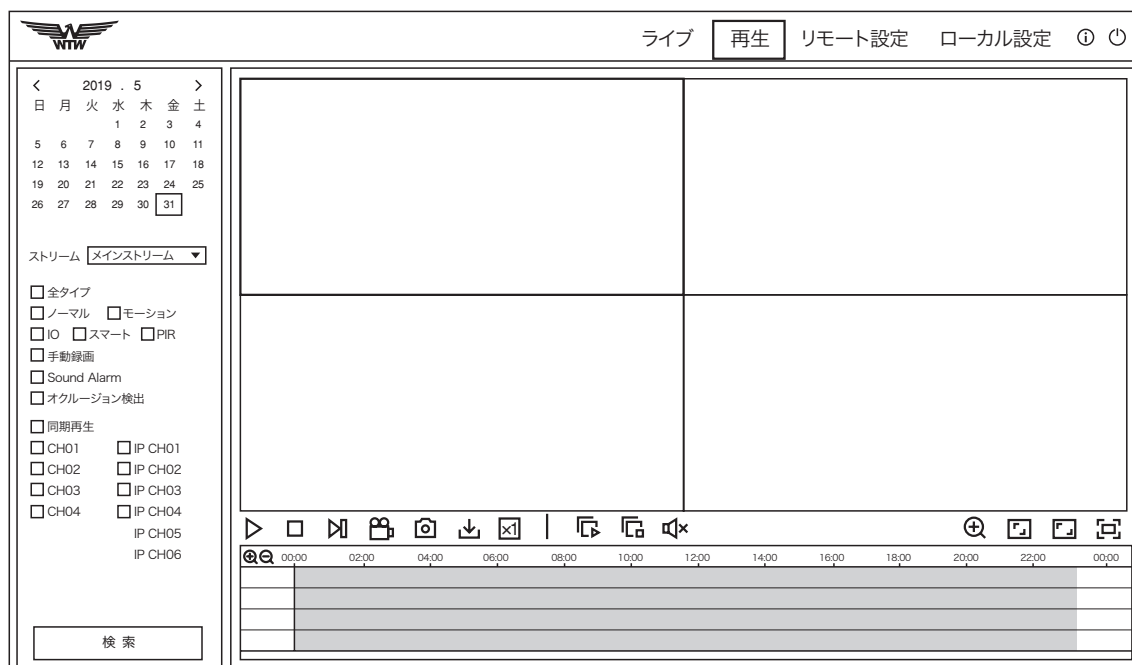 WTW
ライブ 再生 リモート設定 ローカル設定
2019 . 5
日 月 火 水 木 金 土
1 2 3 4
5 6 7 8 9 10 11
12 13 14 15 16 17 18
19 20 21 22 23 24 25
26 27 28 29 30 31
ストリーム メインストリーム
全タイプ
ノーマル モーション
IO スマート PIR
手動録画
Sound Alarm
オクルージョン検出
同期再生
CH01 IP CH01
CH02 IP CH02
CH03 IP CH03
CH04 IP CH04
IP CH05
IP CH06
検索
x1
00:00 02:00 04:00 06:00 08:00 10:00 12:00 14:00 16:00 18:00 20:00 22:00 00:00